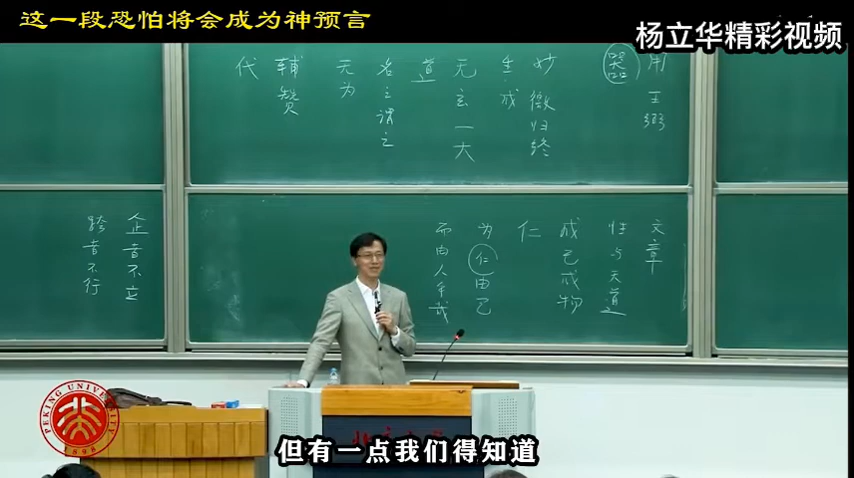 这一段恐怕将会成为神预言
杨立华精彩视频
用王弼
器
妙微归终
生成
无玄一大
道
名之谓之
无为
辅赞
代
文章
性与天道
成己成物
仁
为仁由己
而由人乎哉
企者不立
跨者不行
PEKING UNIVERSITY
1898
但有一点我们得知道